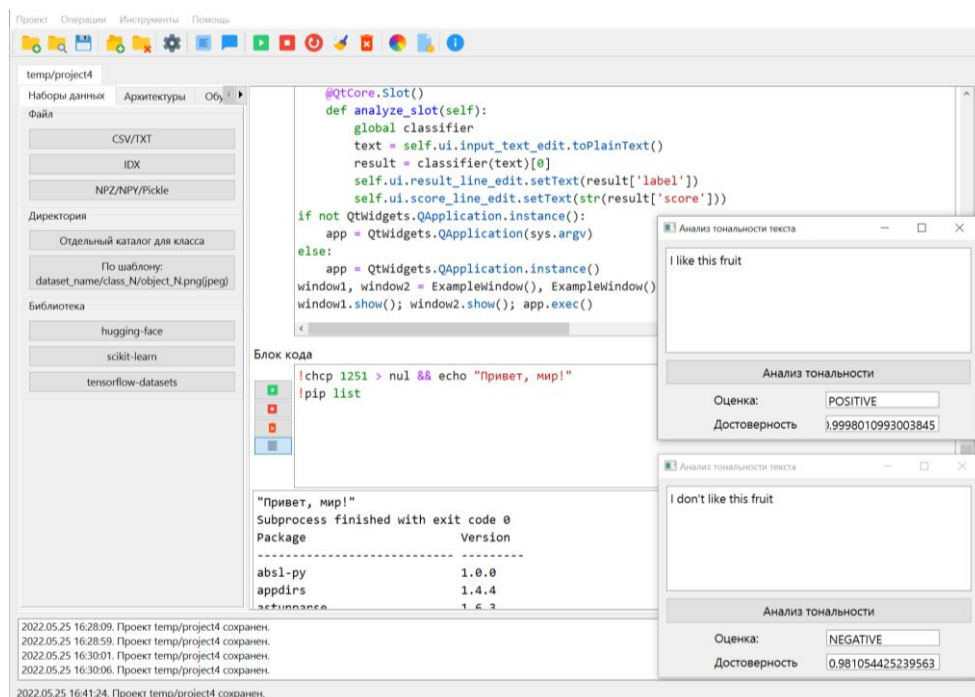 Проект Операции Инструменты Помощь
temp/project4
Наборы данных Архитектуры Обу
Файл
CSV/TXT
IDX
NPZ/NPY/Pickle
Директория
Отдельный каталог для класса
По шаблону:
dataset_name/class_N/object_N.png(jpeg)
Библиотека
hugging-face
scikit-learn
tensorflow-datasets
@QtCore.Slot()
def analyze_slot(self):
global classifier
text = self.ui.input_text_edit.toPlainText()
result = classifier(text)[0]
self.ui.result_line_edit.setText(result['label'])
self.ui.score_line_edit.setText(str(result['score']))
if not QtWidgets.QApplication.instance():
app = QtWidgets.QApplication(sys.argv)
else:
app = QtWidgets.QApplication.instance()
window1, window2 = ExampleWindow(), ExampleWindow()
window1.show(); window2.show(); app.exec()
Блок кода
!chcp 1251 > nul && echo "Привет, мир!"
!pip list
"Привет, мир!"
Subprocess finished with exit code 0
Package Version
--------------------------- ---------
absl-py 1.0.0
appdirs 1.4.4
astunparse 1.6.3
Анализ тональности текста
I like this fruit
Анализ тональности
Оценка: POSITIVE
Достоверность ).9998010993003845
Анализ тональности текста
I don't like this fruit
Анализ тональности
Оценка: NEGATIVE
Достоверность 0.981054425239563
2022.05.25 16:28:09. Проект temp/project4 сохранен.
2022.05.25 16:28:59. Проект temp/project4 сохранен.
2022.05.25 16:30:01. Проект temp/project4 сохранен.
2022.05.25 16:30:06. Проект temp/project4 сохранен.
2022.05.25 16:41:24. Проект temp/project4 сохранен.